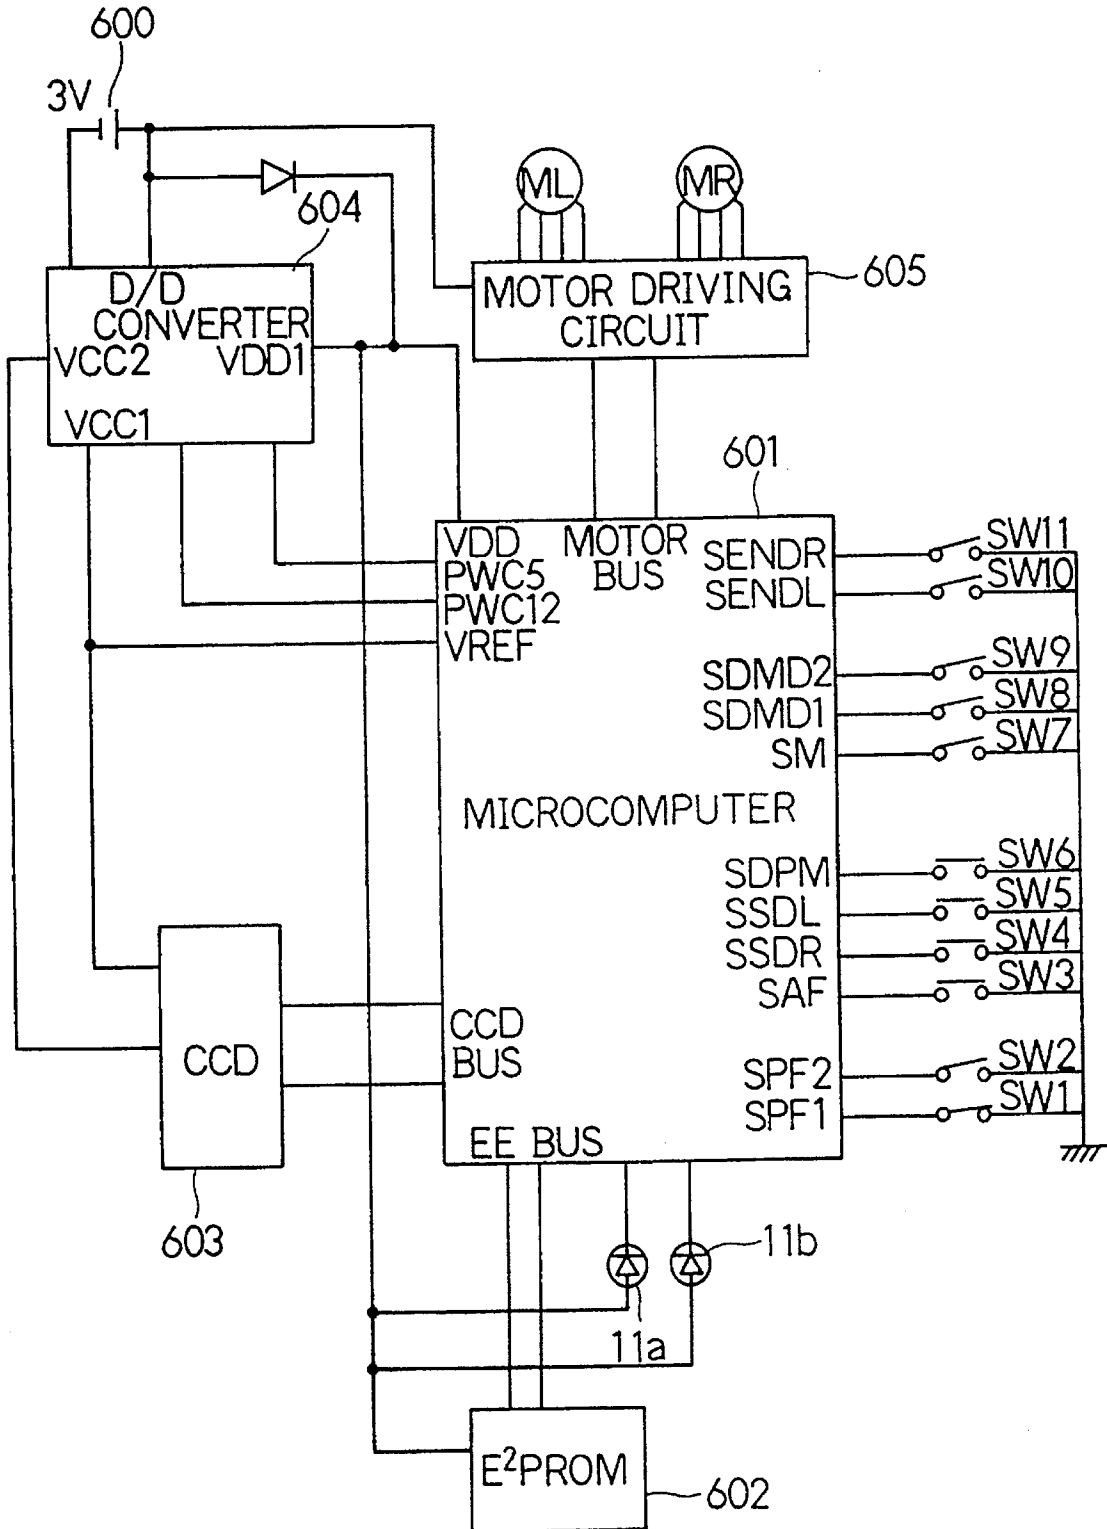 600
3V
ML
MR
604
605
D/D
CONVERTER
MOTOR DRIVING
CIRCUIT
VCC2
VDD1
VCC1
601
VDD
MOTOR
BUS
PWC5
PWC12
VREF
SENDR
SW11
SENDL
SW10
SDMD2
SW9
SDMD1
SW8
SM
SW7
MICROCOMPUTER
SDPM
SW6
SSDL
SW5
SSDR
SW4
SAF
SW3
CCD
CCD
BUS
SPF2
SW2
SPF1
SW1
EE BUS
603
11b
11a
E²PROM
602